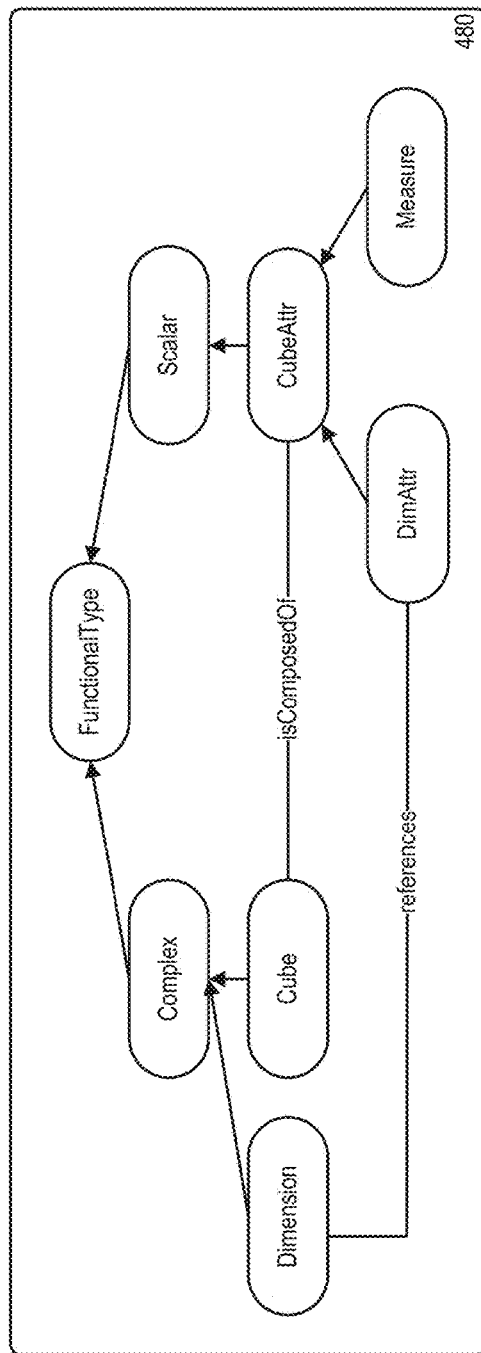 480
FunctionalType
Complex
Scalar
Dimension
Cube
isComposedOf
CubeAttr
references
DimAttr
Measure